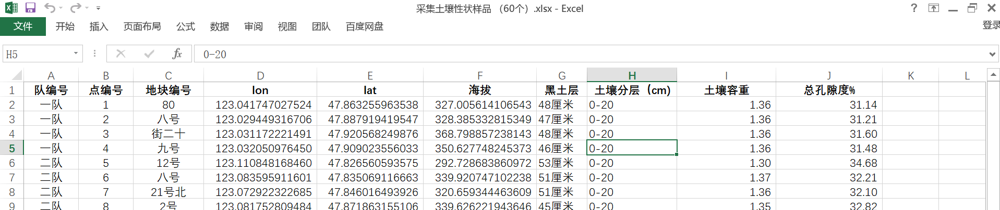 采集土壤性状样品 （60个）.xlsx - Excel
?
登录
文件 开始 插入 页面布局 公式 数据 审阅 视图 团队 百度网盘
H5 fx 0-20
A B C D E F G H I J K L
1 队编号 点编号 地块编号 lon lat 海拔 黑土层 土壤分层（cm) 土壤容重 总孔隙度%
2 一队 1 80 123.041747027524 47.863255963538 327.005614106543 48厘米 0-20 1.36 31.14
3 一队 2 八号 123.029449316706 47.887919419547 328.385332815349 47厘米 0-20 1.36 31.21
4 一队 3 街二十 123.031172221491 47.920568249876 368.798857238143 48厘米 0-20 1.36 31.60
5 一队 4 九号 123.032050976450 47.909023556033 350.627748245373 46厘米 0-20 1.36 31.48
6 二队 5 12号 123.110848168460 47.826560593575 292.728683860972 53厘米 0-20 1.30 34.68
7 二队 6 八号 123.083595911601 47.835069116663 339.920747102238 51厘米 0-20 1.37 32.21
8 二队 7 21号北 123.072922322685 47.846016493926 320.659344463609 51厘米 0-20 1.36 32.10
9 二队 8 2号 123.081752809484 47.871863155106 339.626221943646 45厘米 0-20 1.35 32.82